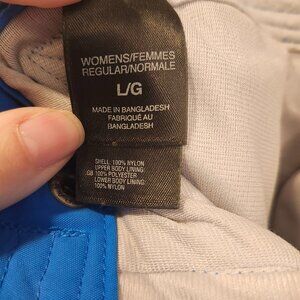 WOMENS/FEMMES
REGULAR/NORMALE
L/G
MADE IN BANGLADESH
FABRIQUÉ AU
BANGLADESH
SHELL: 100% NYLON
UPPER BODY LINING
GB 100% POLYESTER
LOWER BODY LINING
100% NYLON